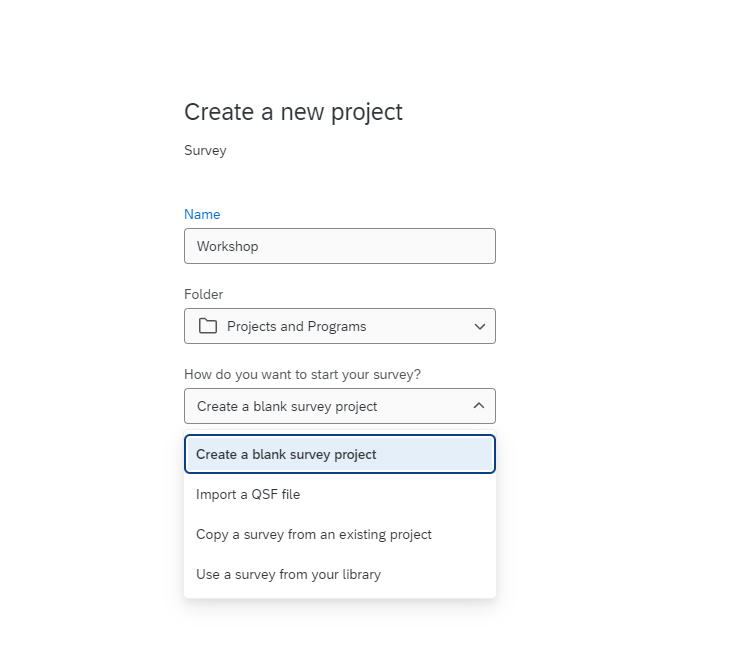 Create a new project
Survey
Name
Workshop
Folder
Projects and Programs
How do you want to start your survey?
Create a blank survey project
Create a blank survey project
Import a QSF file
Copy a survey from an existing project
Use a survey from your library